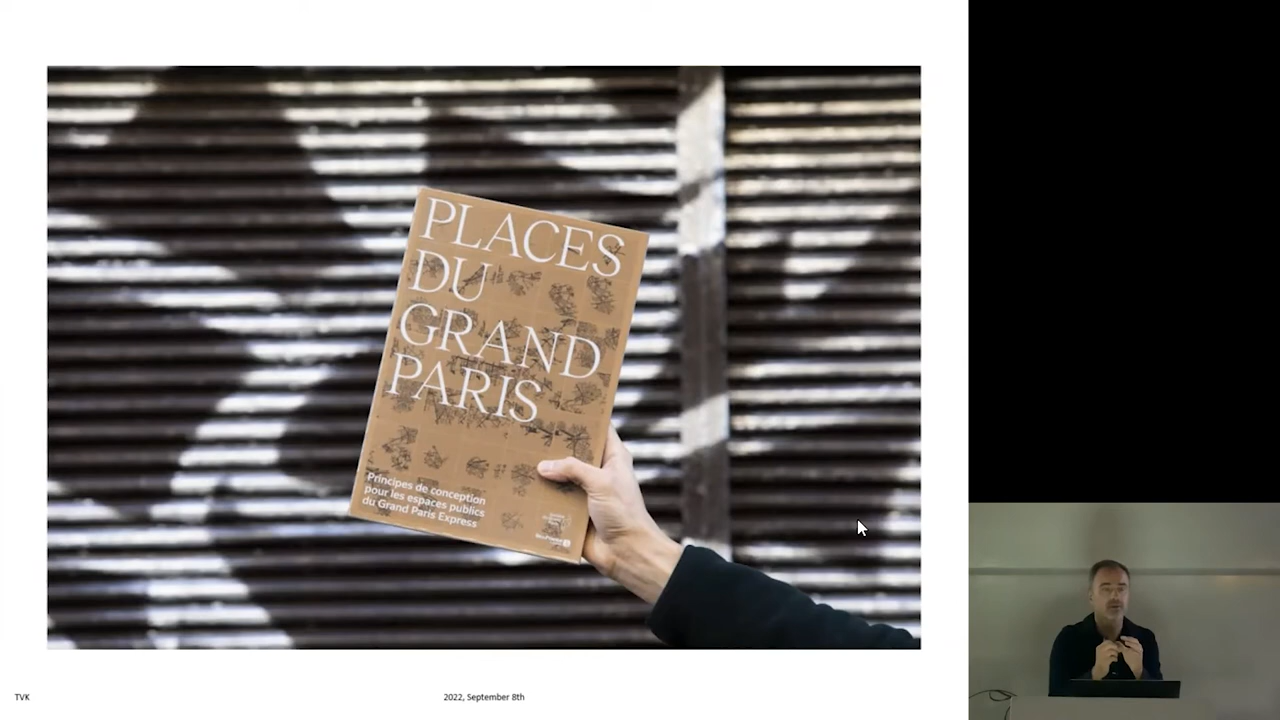 PLACES
DU
GRAND
PARIS
Principes de conception
pour les espaces publics
du Grand Paris Express
TVK
2022, September 8th